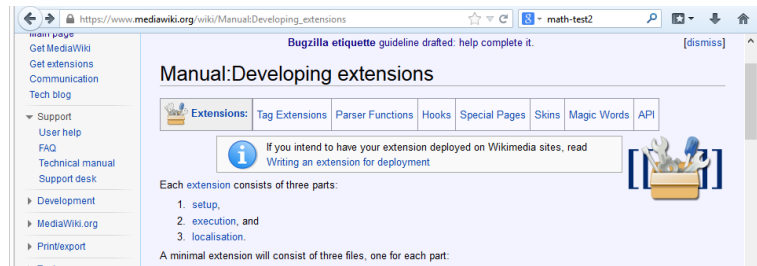 https://www.mediawiki.org/wiki/Manual:Developing_extensions
math-test2
Main page
Get MediaWiki
Get extensions
Communication
Tech blog
Support
User help
FAQ
Technical manual
Support desk
Development
MediaWiki.org
Print/export
Bugzilla etiquette guideline drafted: help complete it. [dismiss]
Manual:Developing extensions
Extensions: Tag Extensions Parser Functions Hooks Special Pages Skins Magic Words API
If you intend to have your extension deployed on Wikimedia sites, read
Writing an extension for deployment
Each extension consists of three parts:
1. setup,
2. execution, and
3. localisation.
A minimal extension will consist of three files, one for each part: